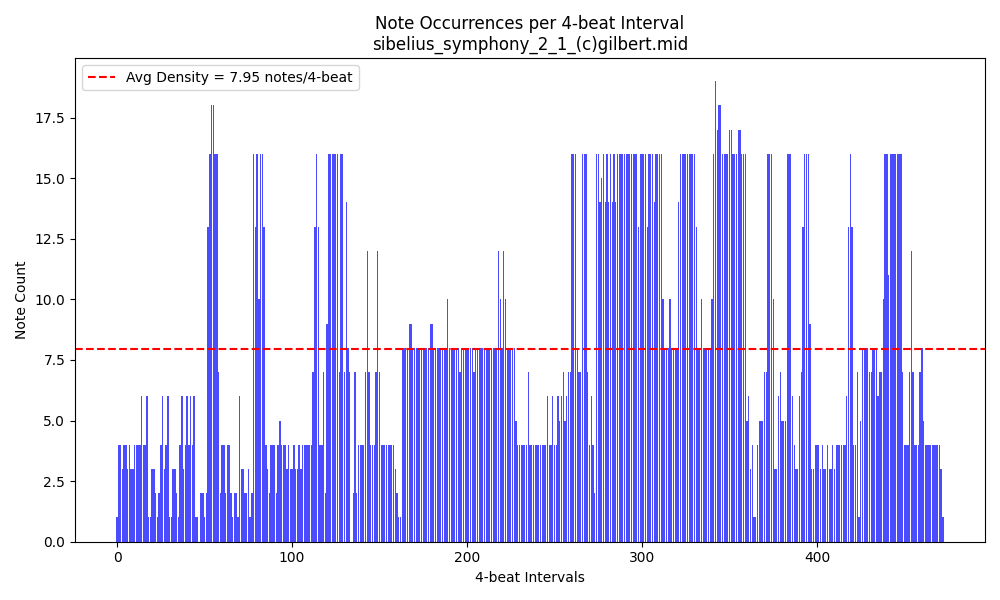 Note Occurrences per 4-beat Interval
sibelius_symphony_2_1_(c)gilbert.mid
Avg Density = 7.95 notes/4-beat
Note Count
17.5
15.0
12.5
10.0
7.5
5.0
2.5
0.0
0 100 200 300 400
4-beat Intervals